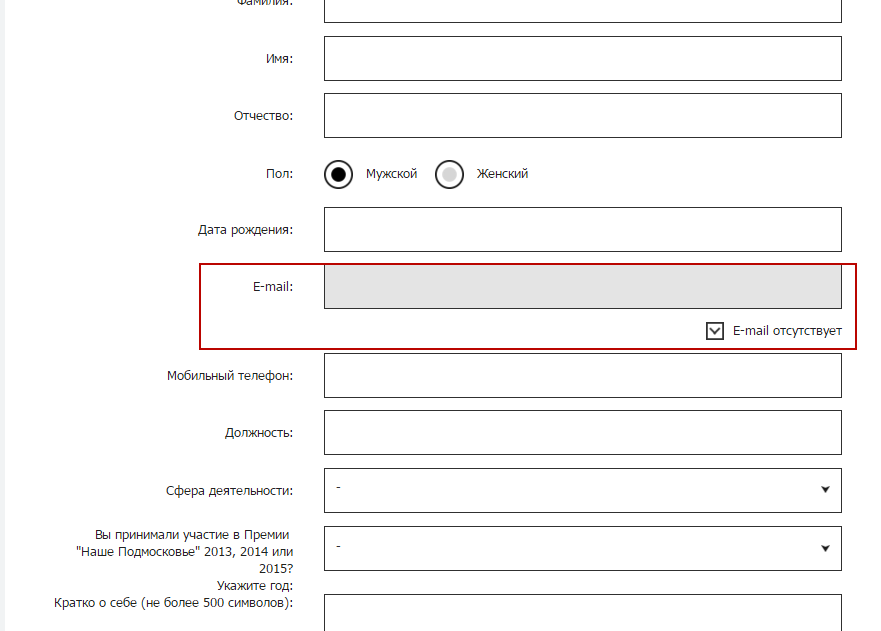 Фамилия:
Имя:
Отчество:
Пол: Мужской Женский
Дата рождения:
E-mail:
E-mail отсутствует
Мобильный телефон:
Должность:
Сфера деятельности: -
Вы принимали участие в Премии
"Наше Подмосковье" 2013, 2014 или
2015? -
Укажите год:
Кратко о себе (не более 500 символов):